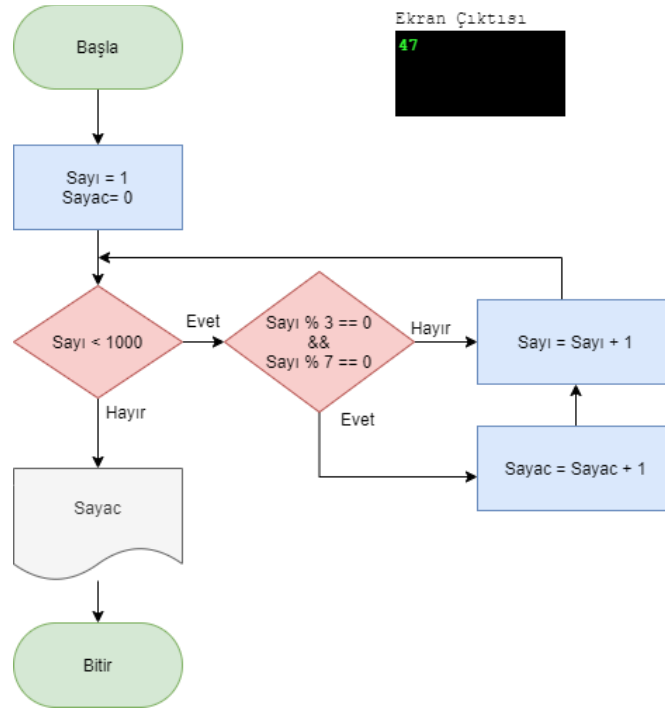 Başla
Ekran Çıktısı
47
Sayı = 1
Sayac= 0
Sayı < 1000
Evet
Sayı % 3 == 0
&&
Sayı % 7 == 0
Hayır
Sayı = Sayı + 1
Hayır
Evet
Sayac = Sayac + 1
Sayac
Bitir